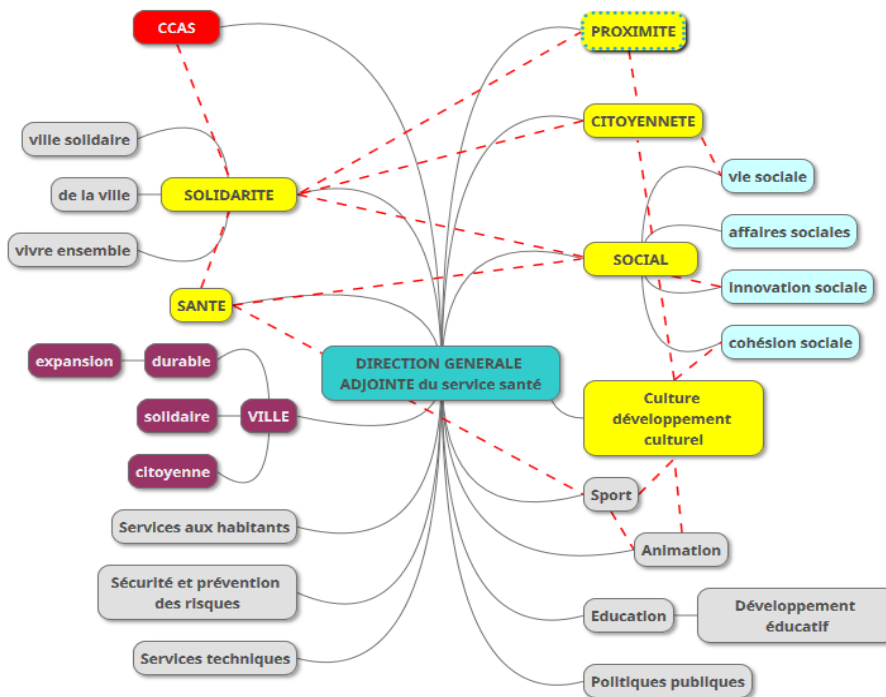 CCAS
ville solidaire
de la ville
vivre ensemble
SOLIDARITE
SANTE
expansion
durable
solidaire
VILLE
citoyenne
Services aux habitants
Sécurité et prévention
des risques
Services techniques
DIRECTION GENERALE
ADJOINTE du service santé
PROXIMITE
CITOYENNETE
vie sociale
affaires sociales
SOCIAL
innovation sociale
cohésion sociale
Culture
développement
culturel
Sport
Animation
Education
Développement
éducatif
Politiques publiques